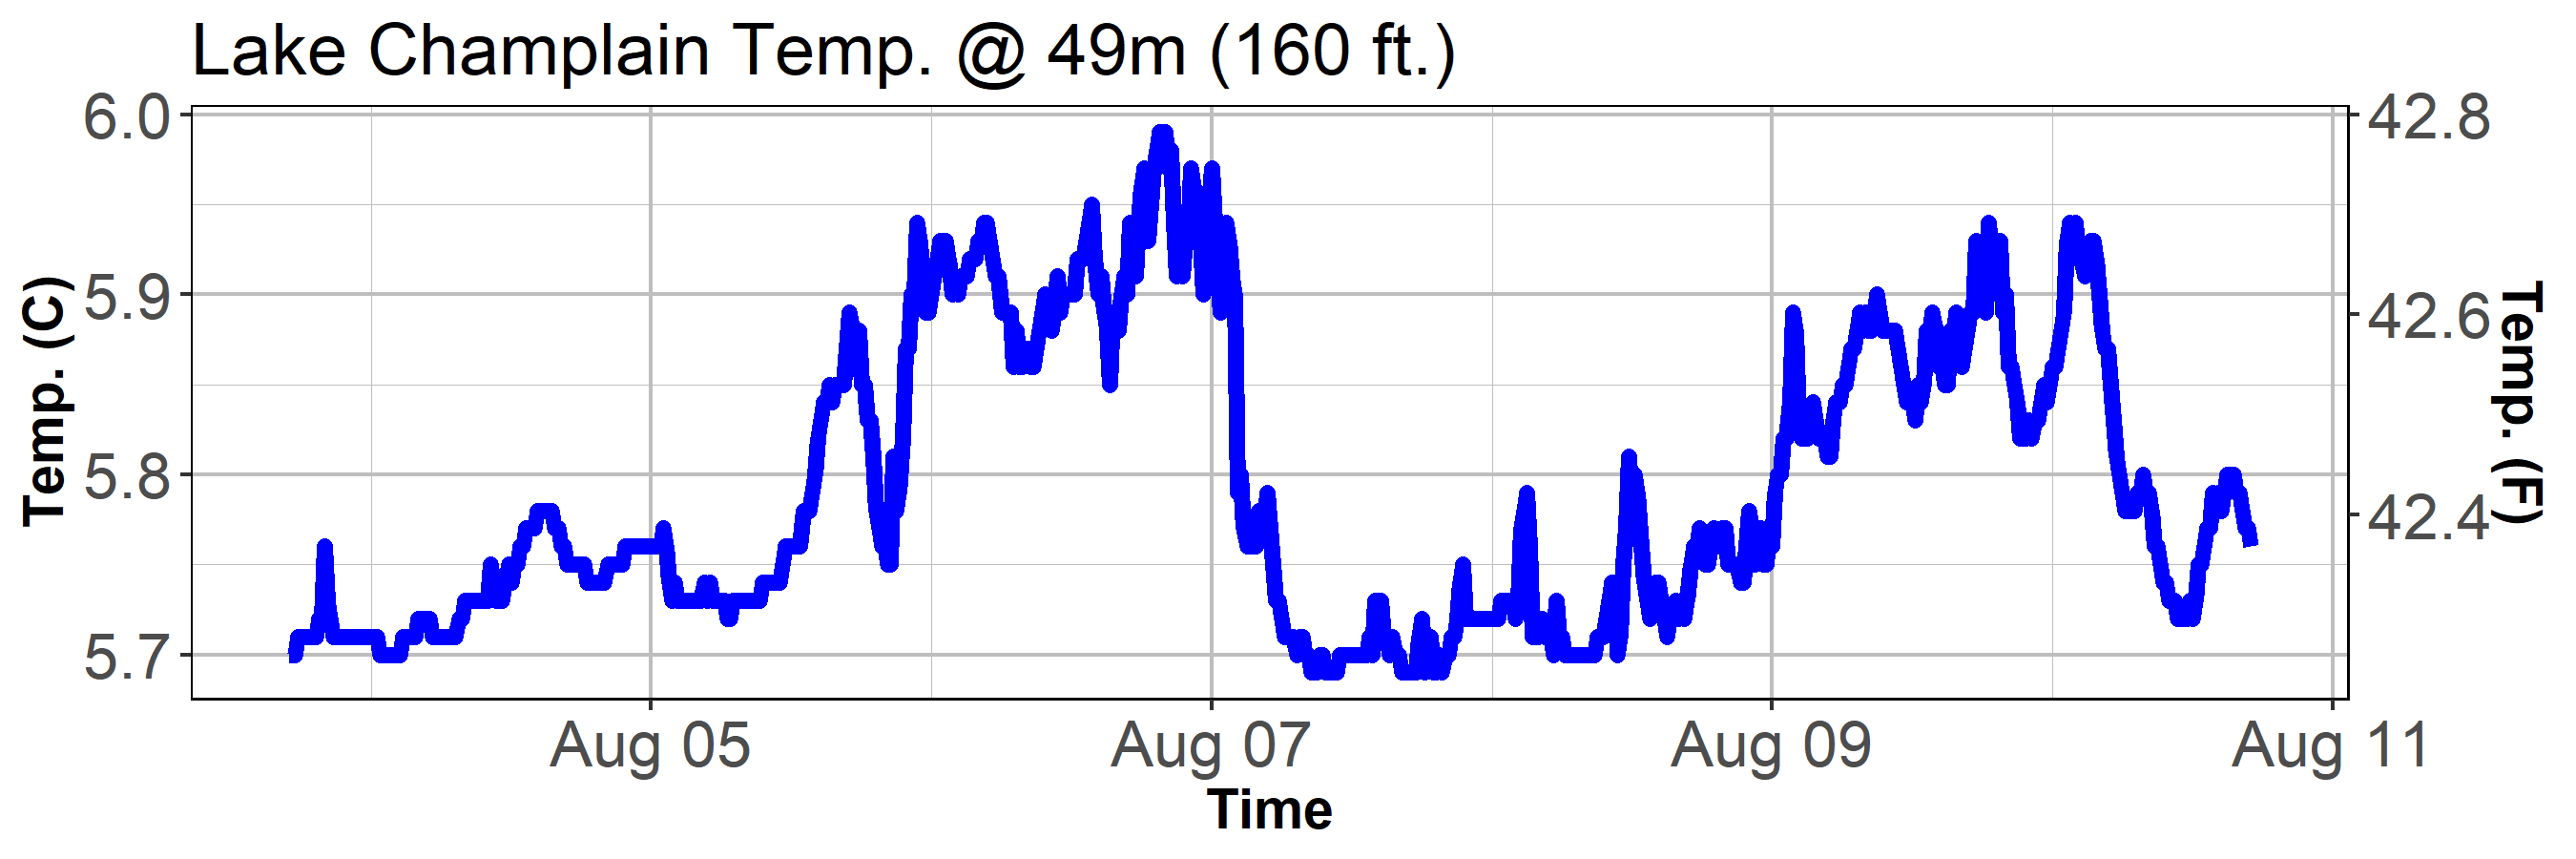 Lake Champlain Temp. @ 49m (160 ft.)
6.0
5.9
5.8
5.7
Temp. (C)
42.8
42.6
42.4
Temp. (F)
Aug 05
Aug 07
Aug 09
Aug 11
Time